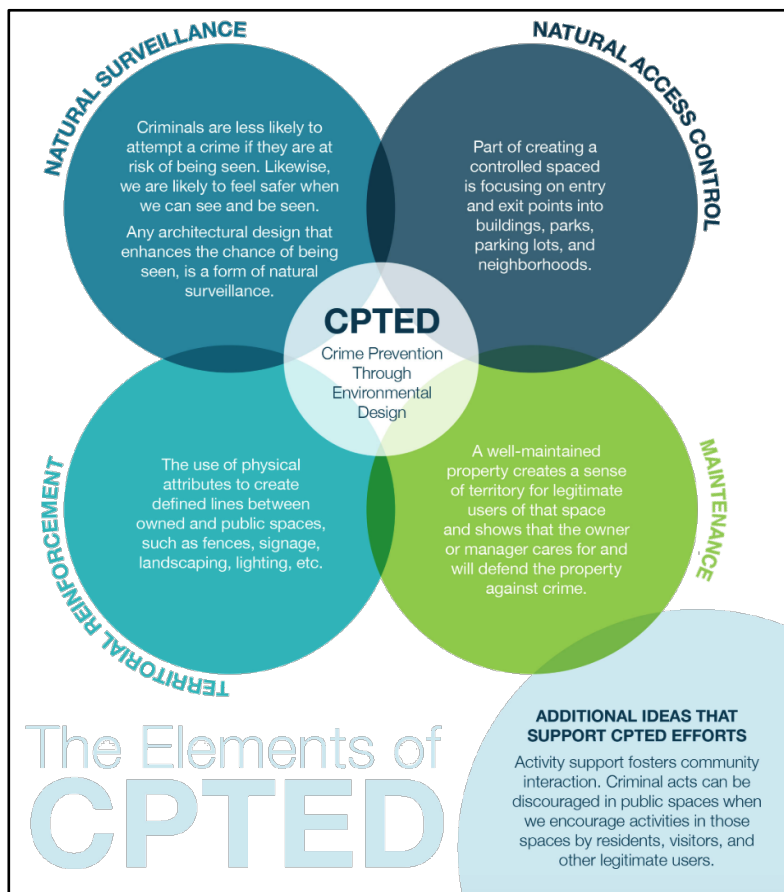 NATURAL SURVEILLANCE
Criminals are less likely to
attempt a crime if they are at
risk of being seen. Likewise,
we are likely to feel safer when
we can see and be seen.
Any architectural design that
enhances the chance of being
seen, is a form of natural
surveillance.
NATURAL ACCESS CONTROL
Part of creating a
controlled spaced
is focusing on entry
and exit points into
buildings, parks,
parking lots, and
neighborhoods.
CPTED
Crime Prevention
Through
Environmental
Design
TERRITORIAL REINFORCEMENT
The use of physical
attributes to create
defined lines between
owned and public spaces,
such as fences, signage,
landscaping, lighting, etc.
MAINTENANCE
A well-maintained
property creates a sense
of territory for legitimate
users of that space
and shows that the owner
or manager cares for and
will defend the property
against crime.
The Elements of
CPTED
ADDITIONAL IDEAS THAT
SUPPORT CPTED EFFORTS
Activity support fosters community
interaction. Criminal acts can be
discouraged in public spaces when
we encourage activities in those
spaces by residents, visitors, and
other legitimate users.